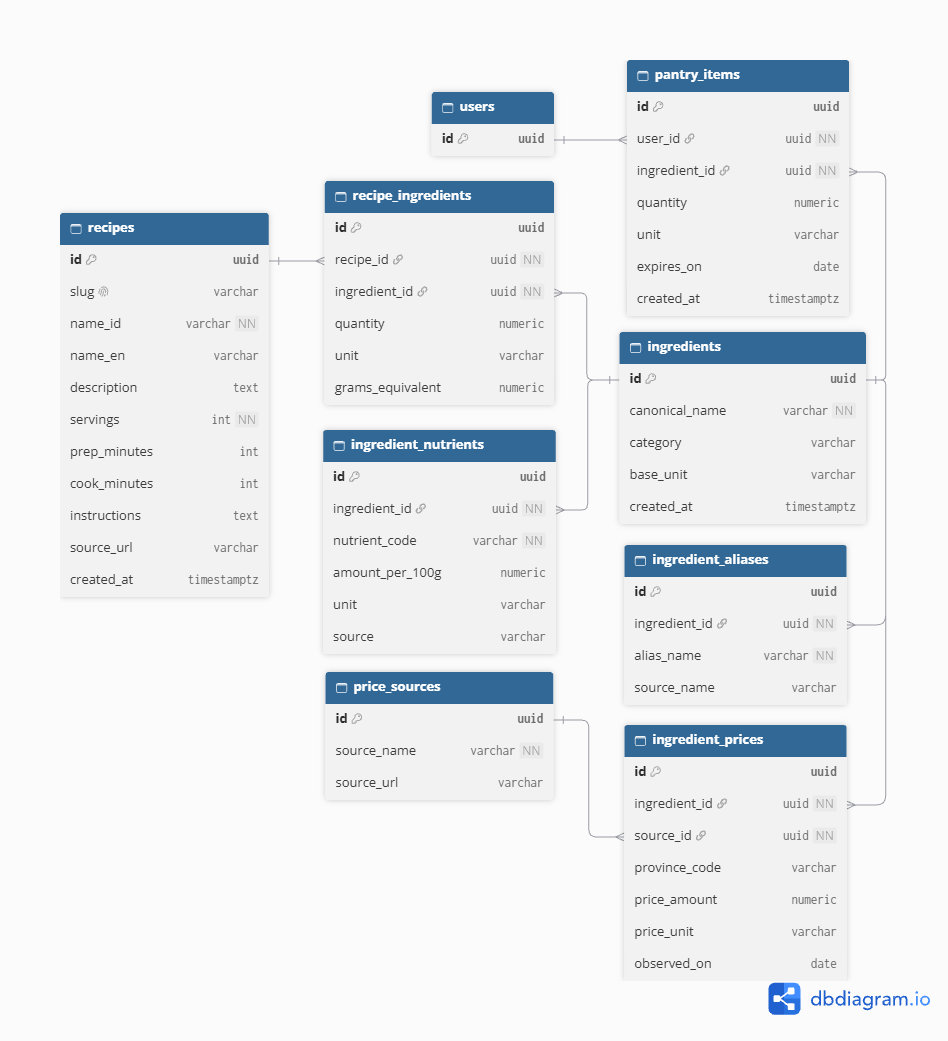 users
id uuid
pantry_items
id uuid
user_id uuid NN
ingredient_id uuid NN
quantity numeric
unit varchar
expires_on date
created_at timestamptz
recipes
id uuid
slug varchar
name_id varchar NN
name_en varchar
description text
servings int NN
prep_minutes int
cook_minutes int
instructions text
source_url varchar
created_at timestamptz
recipe_ingredients
id uuid
recipe_id uuid NN
ingredient_id uuid NN
quantity numeric
unit varchar
grams_equivalent numeric
ingredients
id uuid
canonical_name varchar NN
category varchar
base_unit varchar
created_at timestamptz
ingredient_nutrients
id uuid
ingredient_id uuid NN
nutrient_code varchar NN
amount_per_100g numeric
unit varchar
source varchar
ingredient_aliases
id uuid
ingredient_id uuid NN
alias_name varchar NN
source_name varchar
price_sources
id uuid
source_name varchar NN
source_url varchar
ingredient_prices
id uuid
ingredient_id uuid NN
source_id uuid NN
province_code varchar
price_amount numeric
price_unit varchar
observed_on date
dbdiagram.io